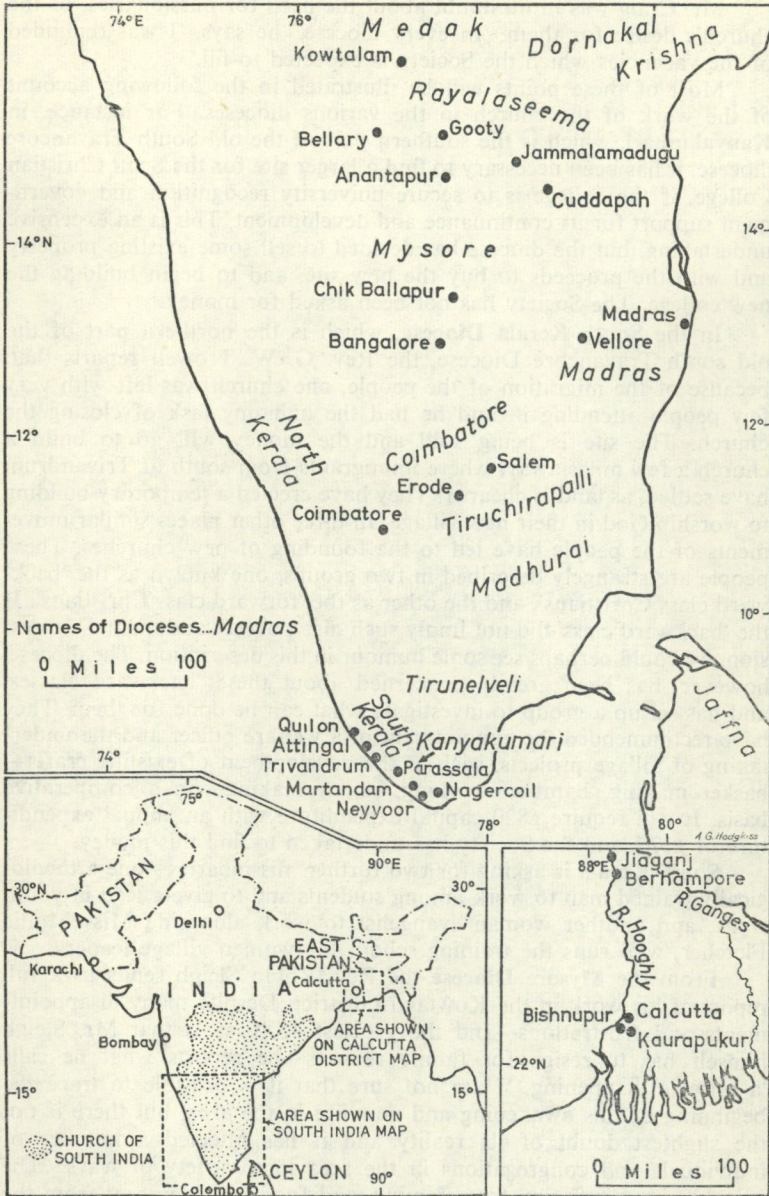 74°E
76°
Medak
Dornakal
Krishna
Kowtalam
Rayalaseema
Bellary
Gooty
Jammalamadugu
Anantapur
Cuddapah
14°N
14°
Mysore
Chik Ballapur
Madras
Bangalore
Vellore
Madras
12°
12°
North
Kerala
Coimbatore
Salem
Erode
Coimbatore
Tiruchirapalli
Madhurai
10°
Names of Dioceses...Madras
0 Miles 100
Tirunelveli
Jaffna
South
Kerala
Quilon
Kanyakumari
Attingal
Trivandrum
Parassala
Martandam
Nagercoil
Neyyoor
74°
78°
80°
A.G. Hodgkiss
75°
90°E
30°N
30°
PAKISTAN
Delhi
EAST
PAKISTAN
Karachi
INDIA
Calcutta
AREA SHOWN
ON CALCUTTA
DISTRICT MAP
Bombay
15°
15°
AREA SHOWN ON
SOUTH INDIA MAP
CHURCH OF
SOUTH INDIA
CEYLON
Colombo
90°
Jiaganj
Berhampore
R. Ganges
R. Hooghly
Bishnupur
Calcutta
Kaurapukur
22°N
0 100
Miles